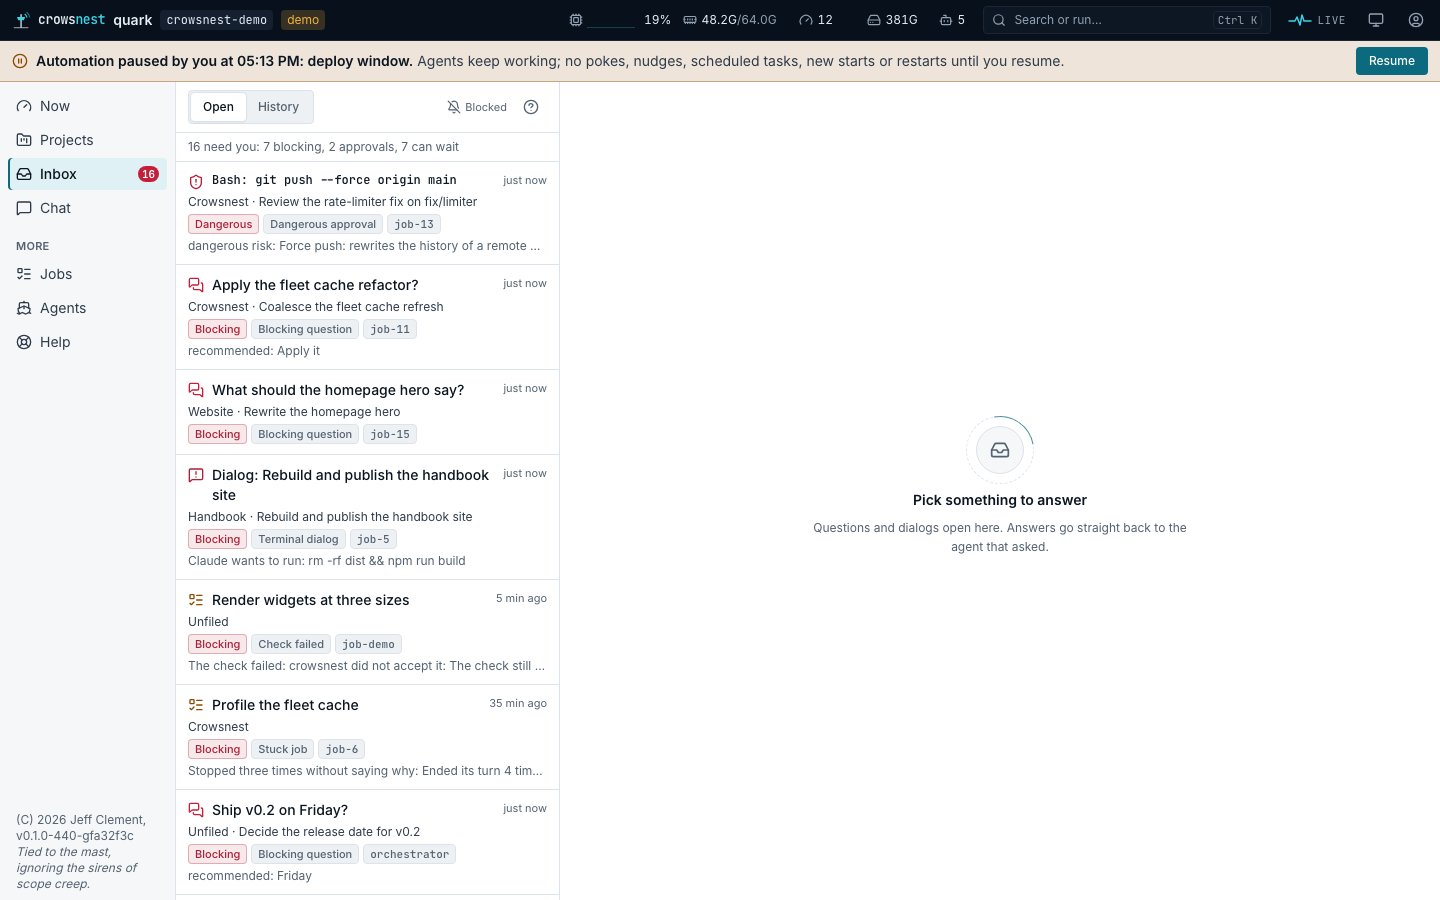 crowsnest quark crowsnest-demo demo 19% 48.2G/64.0G 12 381G 5 Search or run... Ctrl K LIVE
Automation paused by you at 05:13 PM: deploy window. Agents keep working; no pokes, nudges, scheduled tasks, new starts or restarts until you resume. Resume
Now
Projects
Inbox 16
Chat
MORE
Jobs
Agents
Help
(C) 2026 Jeff Clement,
v0.1.0-440-gfa32f3c
Tied to the mast,
ignoring the sirens of
scope creep.
Open History Blocked
16 need you: 7 blocking, 2 approvals, 7 can wait
Bash: git push --force origin main just now
Crowsnest · Review the rate-limiter fix on fix/limiter
Dangerous Dangerous approval job-13
dangerous risk: Force push: rewrites the history of a remote ...
Apply the fleet cache refactor? just now
Crowsnest · Coalesce the fleet cache refresh
Blocking Blocking question job-11
recommended: Apply it
What should the homepage hero say? just now
Website · Rewrite the homepage hero
Blocking Blocking question job-15
Dialog: Rebuild and publish the handbook just now
site
Handbook · Rebuild and publish the handbook site
Blocking Terminal dialog job-5
Claude wants to run: rm -rf dist && npm run build
Render widgets at three sizes 5 min ago
Unfiled
Blocking Check failed job-demo
The check failed: crowsnest did not accept it: The check still ...
Profile the fleet cache 35 min ago
Crowsnest
Blocking Stuck job job-6
Stopped three times without saying why: Ended its turn 4 tim...
Ship v0.2 on Friday? just now
Unfiled · Decide the release date for v0.2
Blocking Blocking question orchestrator
recommended: Friday
Pick something to answer
Questions and dialogs open here. Answers go straight back to the
agent that asked.